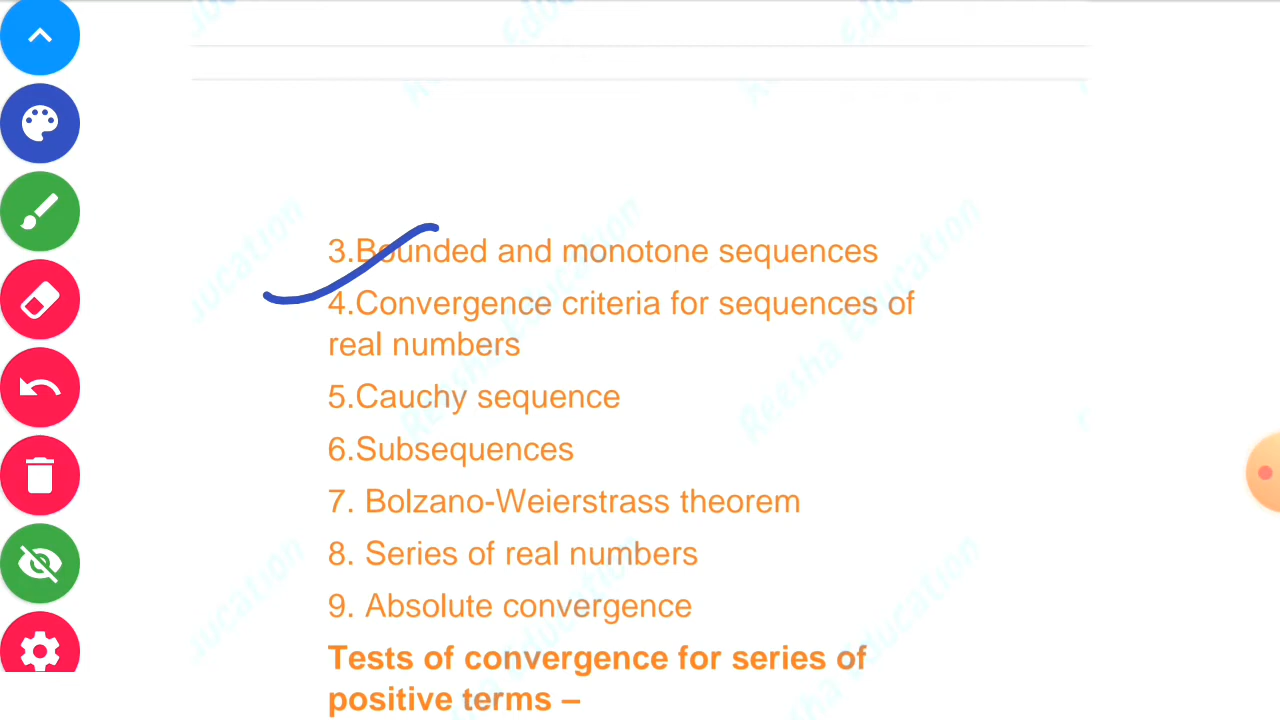 3.Bounded and monotone sequences
4.Convergence criteria for sequences of
real numbers
5.Cauchy sequence
6.Subsequences
7. Bolzano-Weierstrass theorem
8. Series of real numbers
9. Absolute convergence
Tests of convergence for series of
positive terms –
Reesha Education